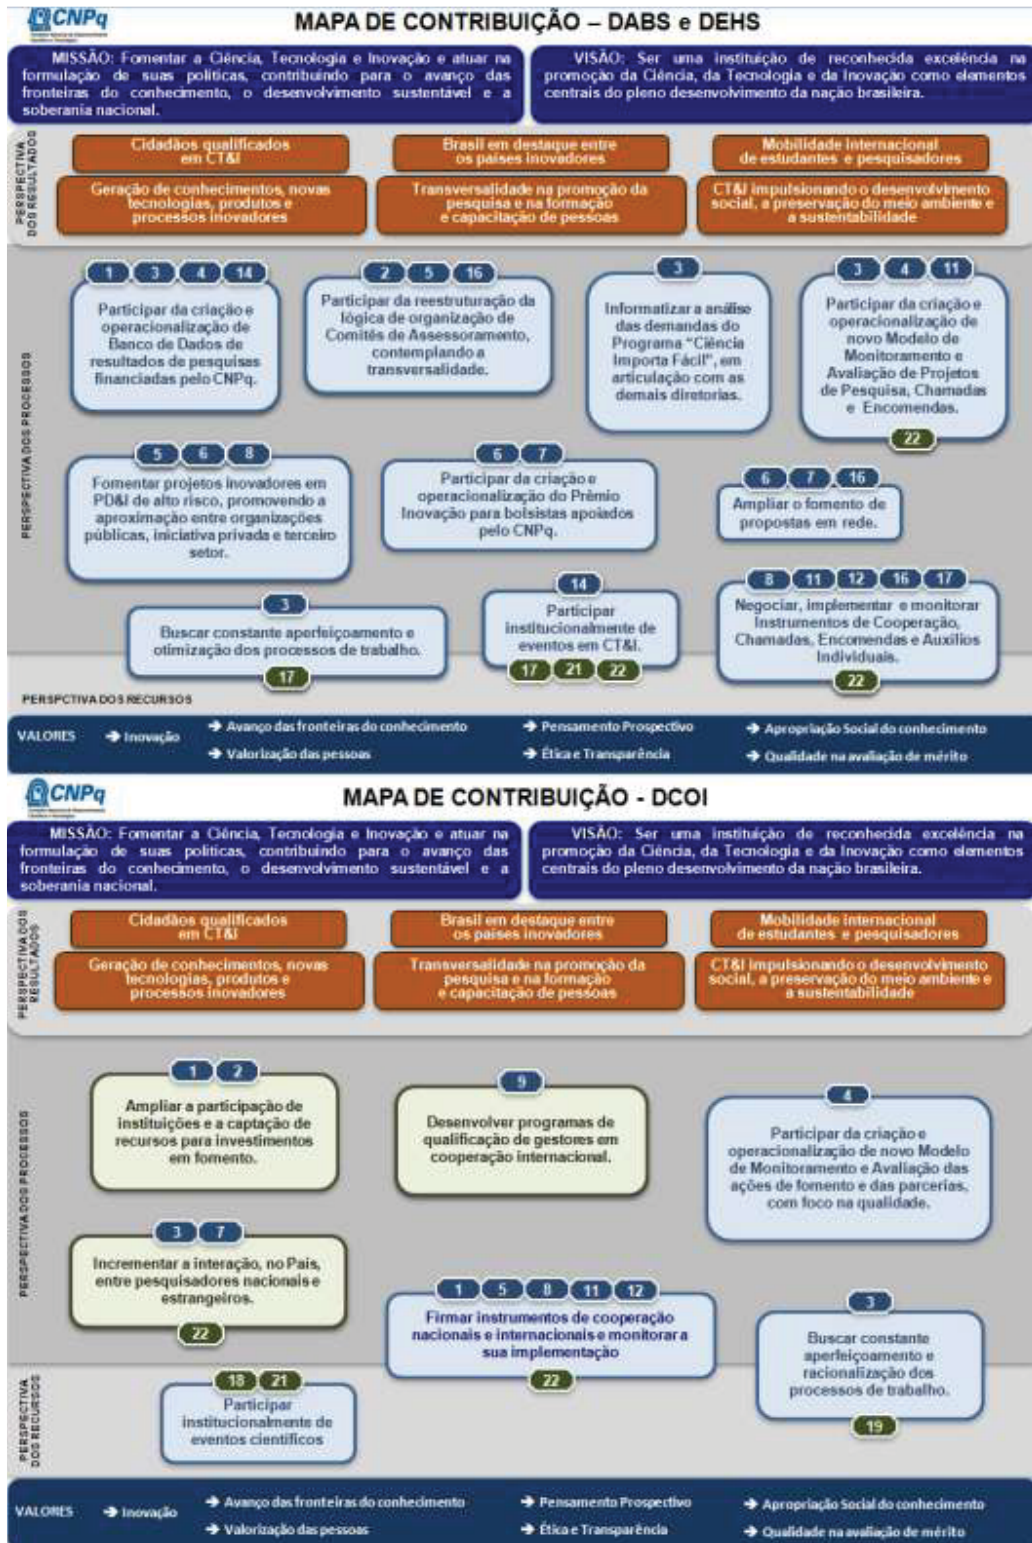 CNPq
MAPA DE CONTRIBUIÇÃO – DABS e DEHS
MISSÃO: Fomentar a Ciência, Tecnologia e Inovação e atuar na
formulação de suas políticas, contribuindo para o avanço das
fronteiras do conhecimento, o desenvolvimento sustentável e a
soberania nacional.
VISÃO: Ser uma instituição de reconhecida excelência na
promoção da Ciência, da Tecnologia e da Inovação como elementos
centrais do pleno desenvolvimento da nação brasileira.
PERSPECTIVA
DOS RESULTADOS
Cidadãos qualificados
em CT&I
Brasil em destaque entre
os países inovadores
Mobilidade Internacional
de estudantes e pesquisadores
Geração de conhecimentos, novas
tecnologias, produtos e
processos inovadores
Transversalidade na promoção da
pesquisa e na formação
e capacitação de pessoas
CT&I impulsionando o desenvolvimento
social, a preservação do meio ambiente e
a sustentabilidade
PERSPECTIVA DOS PROCESSOS
1 3 4 14
Participar da criação e
operacionalização de
Banco de Dados de
resultados de pesquisas
financiadas pelo CNPq.
2 5 16
Participar da reestruturação da
lógica de organização de
Comitês de Assessoramento,
contemplando a
transversalidade.
3
Informatizar a análise
das demandas do
Programa "Ciência
Importa Fácil", em
articulação com as
demais diretorias.
3 4 11
Participar da criação e
operacionalização de
novo Modelo de
Monitoramento e
Avaliação de Projetos
de Pesquisa, Chamadas
e Encomendas.
22
5 6 8
Fomentar projetos inovadores em
PD&I de alto risco, promovendo a
aproximação entre organizações
públicas, iniciativa privada e terceiro
setor.
6 7
Participar da criação e
operacionalização do Prêmio
Inovação para bolsistas apoiados
pelo CNPq.
6 7 16
Ampliar o fomento de
propostas em rede.
3
Buscar constante aperfeiçoamento e
otimização dos processos de trabalho.
17
14
Participar
institucionalmente de
eventos em CT&I.
17 21 22
8 11 12 16 17
Negociar, implementar e monitorar
Instrumentos de Cooperação,
Chamadas, Encomendas e Auxílios
Individuais.
22
PERSPCTIVA DOS RECURSOS
VALORES
➔ Inovação
➔ Avanço das fronteiras do conhecimento
➔ Valorização das pessoas
➔ Pensamento Prospectivo
➔ Ética e Transparência
➔ Apropriação Social do conhecimento
➔ Qualidade na avaliação de mérito
CNPq
MAPA DE CONTRIBUIÇÃO - DCOI
MISSÃO: Fomentar a Ciência, Tecnologia e Inovação e atuar na
formulação de suas políticas, contribuindo para o avanço das
fronteiras do conhecimento, o desenvolvimento sustentável e a
soberania nacional.
VISÃO: Ser uma instituição de reconhecida excelência na
promoção da Ciência, da Tecnologia e da Inovação como elementos
centrais do pleno desenvolvimento da nação brasileira.
PERSPECTIVA DOS
RESULTADOS
Cidadãos qualificados
em CT&I
Brasil em destaque entre
os países inovadores
Mobilidade internacional
de estudantes e pesquisadores
Geração de conhecimentos, novas
tecnologias, produtos e
processos inovadores
Transversalidade na promoção da
pesquisa e na formação
e capacitação de pessoas
CT&I impulsionando o desenvolvimento
social, a preservação do meio ambiente e
a sustentabilidade
PERSPECTIVA DOS PROCESSOS
1 2
Ampliar a participação de
instituições e a captação de
recursos para investimentos
em fomento.
9
Desenvolver programas de
qualificação de gestores em
cooperação internacional.
4
Participar da criação e
operacionalização de novo Modelo
de Monitoramento e Avaliação das
ações de fomento e das parcerias,
com foco na qualidade.
3 7
Incrementar a interação, no País,
entre pesquisadores nacionais e
estrangeiros.
22
1 5 8 11 12
Firmar instrumentos de cooperação
nacionais e internacionais e monitorar a
sua implementação
22
3
Buscar constante
aperfeiçoamento e
racionalização dos
processos de trabalho.
19
PERSPECTIVA
DOS RECURSOS
18 21
Participar
institucionalmente de
eventos científicos
VALORES
➔ Inovação
➔ Avanço das fronteiras do conhecimento
➔ Valorização das pessoas
➔ Pensamento Prospectivo
➔ Ética e Transparência
➔ Apropriação Social do conhecimento
➔ Qualidade na avaliação de mérito